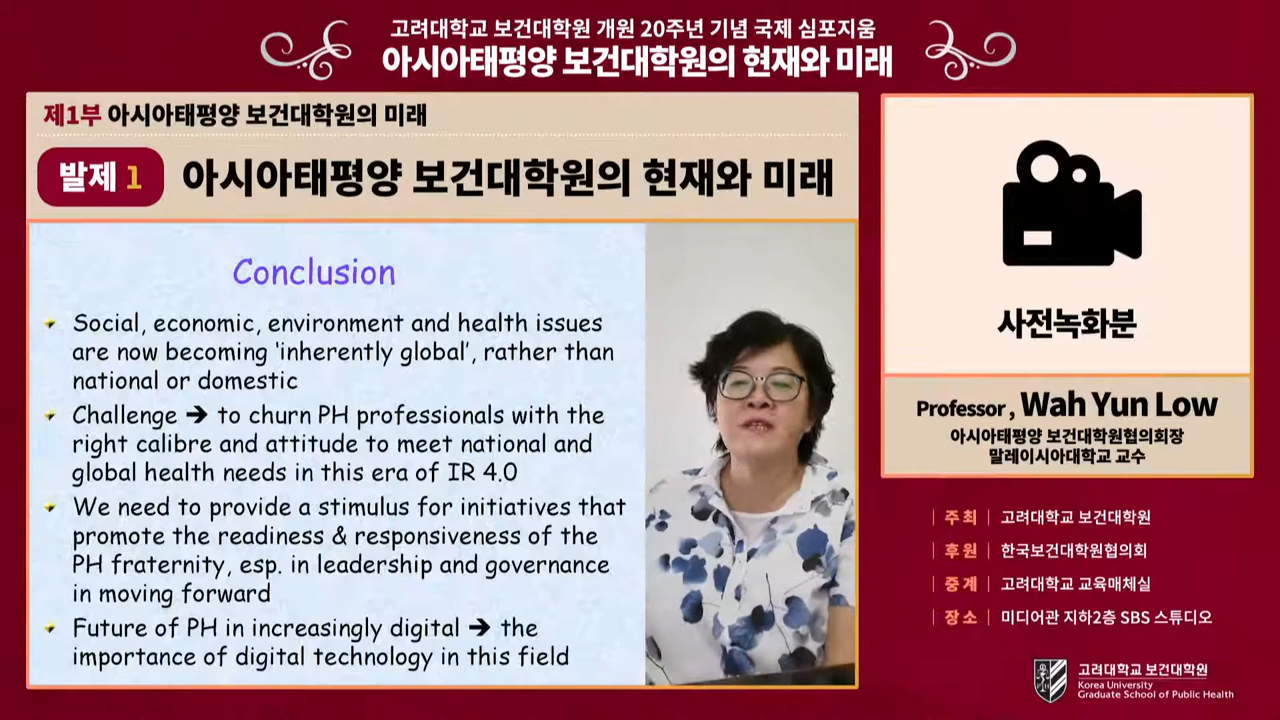 고려대학교 보건대학원 개원 20주년 기념 국제 심포지움
아시아태평양 보건대학원의 현재와 미래
제1부 아시아태평양 보건대학원의 미래
발제 1
아시아태평양 보건대학원의 현재와 미래
Conclusion
Social, economic, environment and health issues
are now becoming ‘inherently global’, rather than
national or domestic
Challenge ➔ to churn PH professionals with the
right calibre and attitude to meet national and
global health needs in this era of IR 4.0
We need to provide a stimulus for initiatives that
promote the readiness & responsiveness of the
PH fraternity, esp. in leadership and governance
in moving forward
Future of PH in increasingly digital ➔ the
importance of digital technology in this field
사전녹화분
Professor , Wah Yun Low
아시아태평양 보건대학원협의회장
말레이시아대학교 교수
| 주 최 | 고려대학교 보건대학원
| 후 원 | 한국보건대학원협의회
| 중 계 | 고려대학교 교육매체실
| 장 소 | 미디어관 지하2층 SBS 스튜디오
고려대학교 보건대학원
Korea University
Graduate School of Public Health